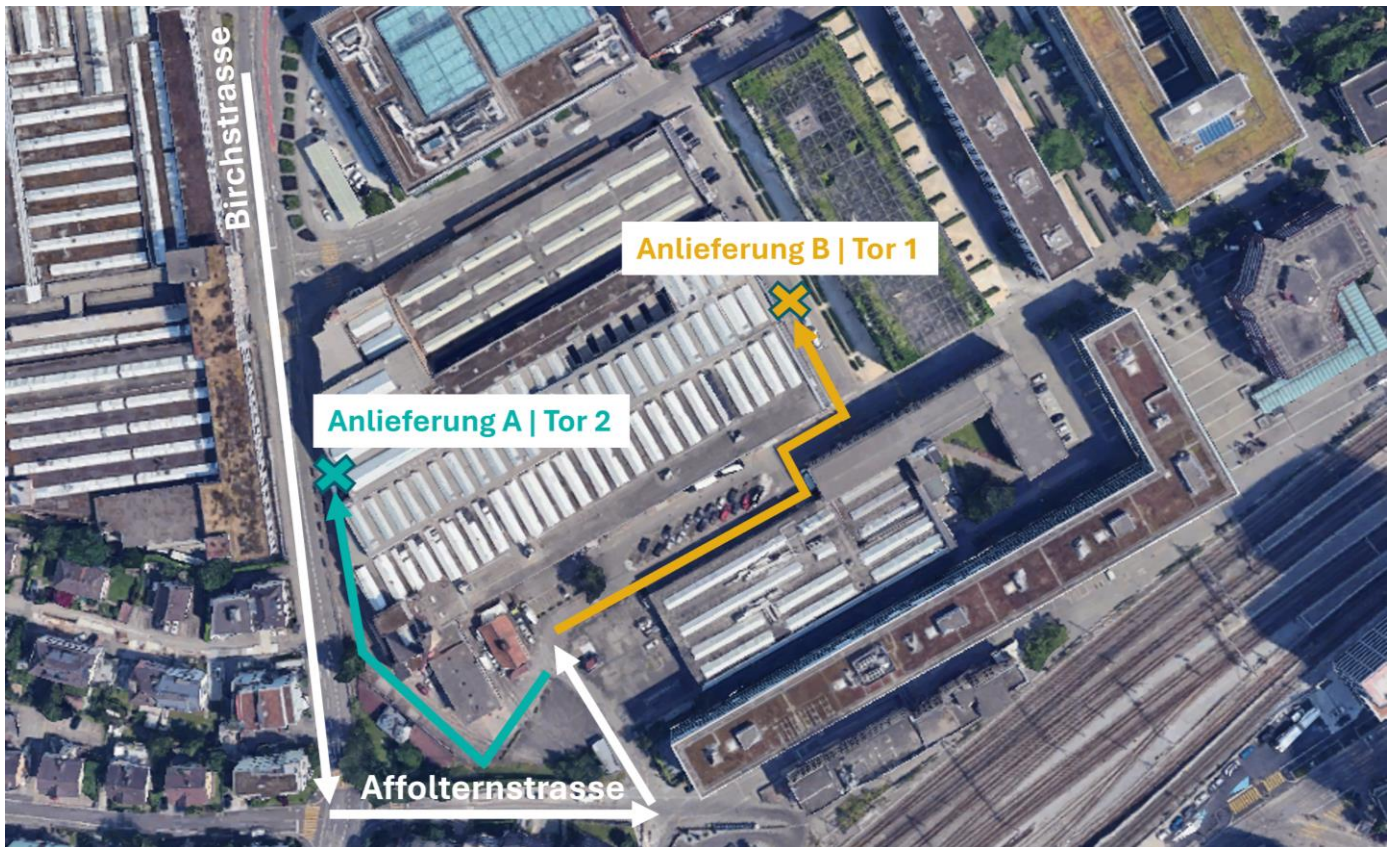 Birchstrasse
Anlieferung B | Tor 1
Anlieferung A | Tor 2
Affolternstrasse